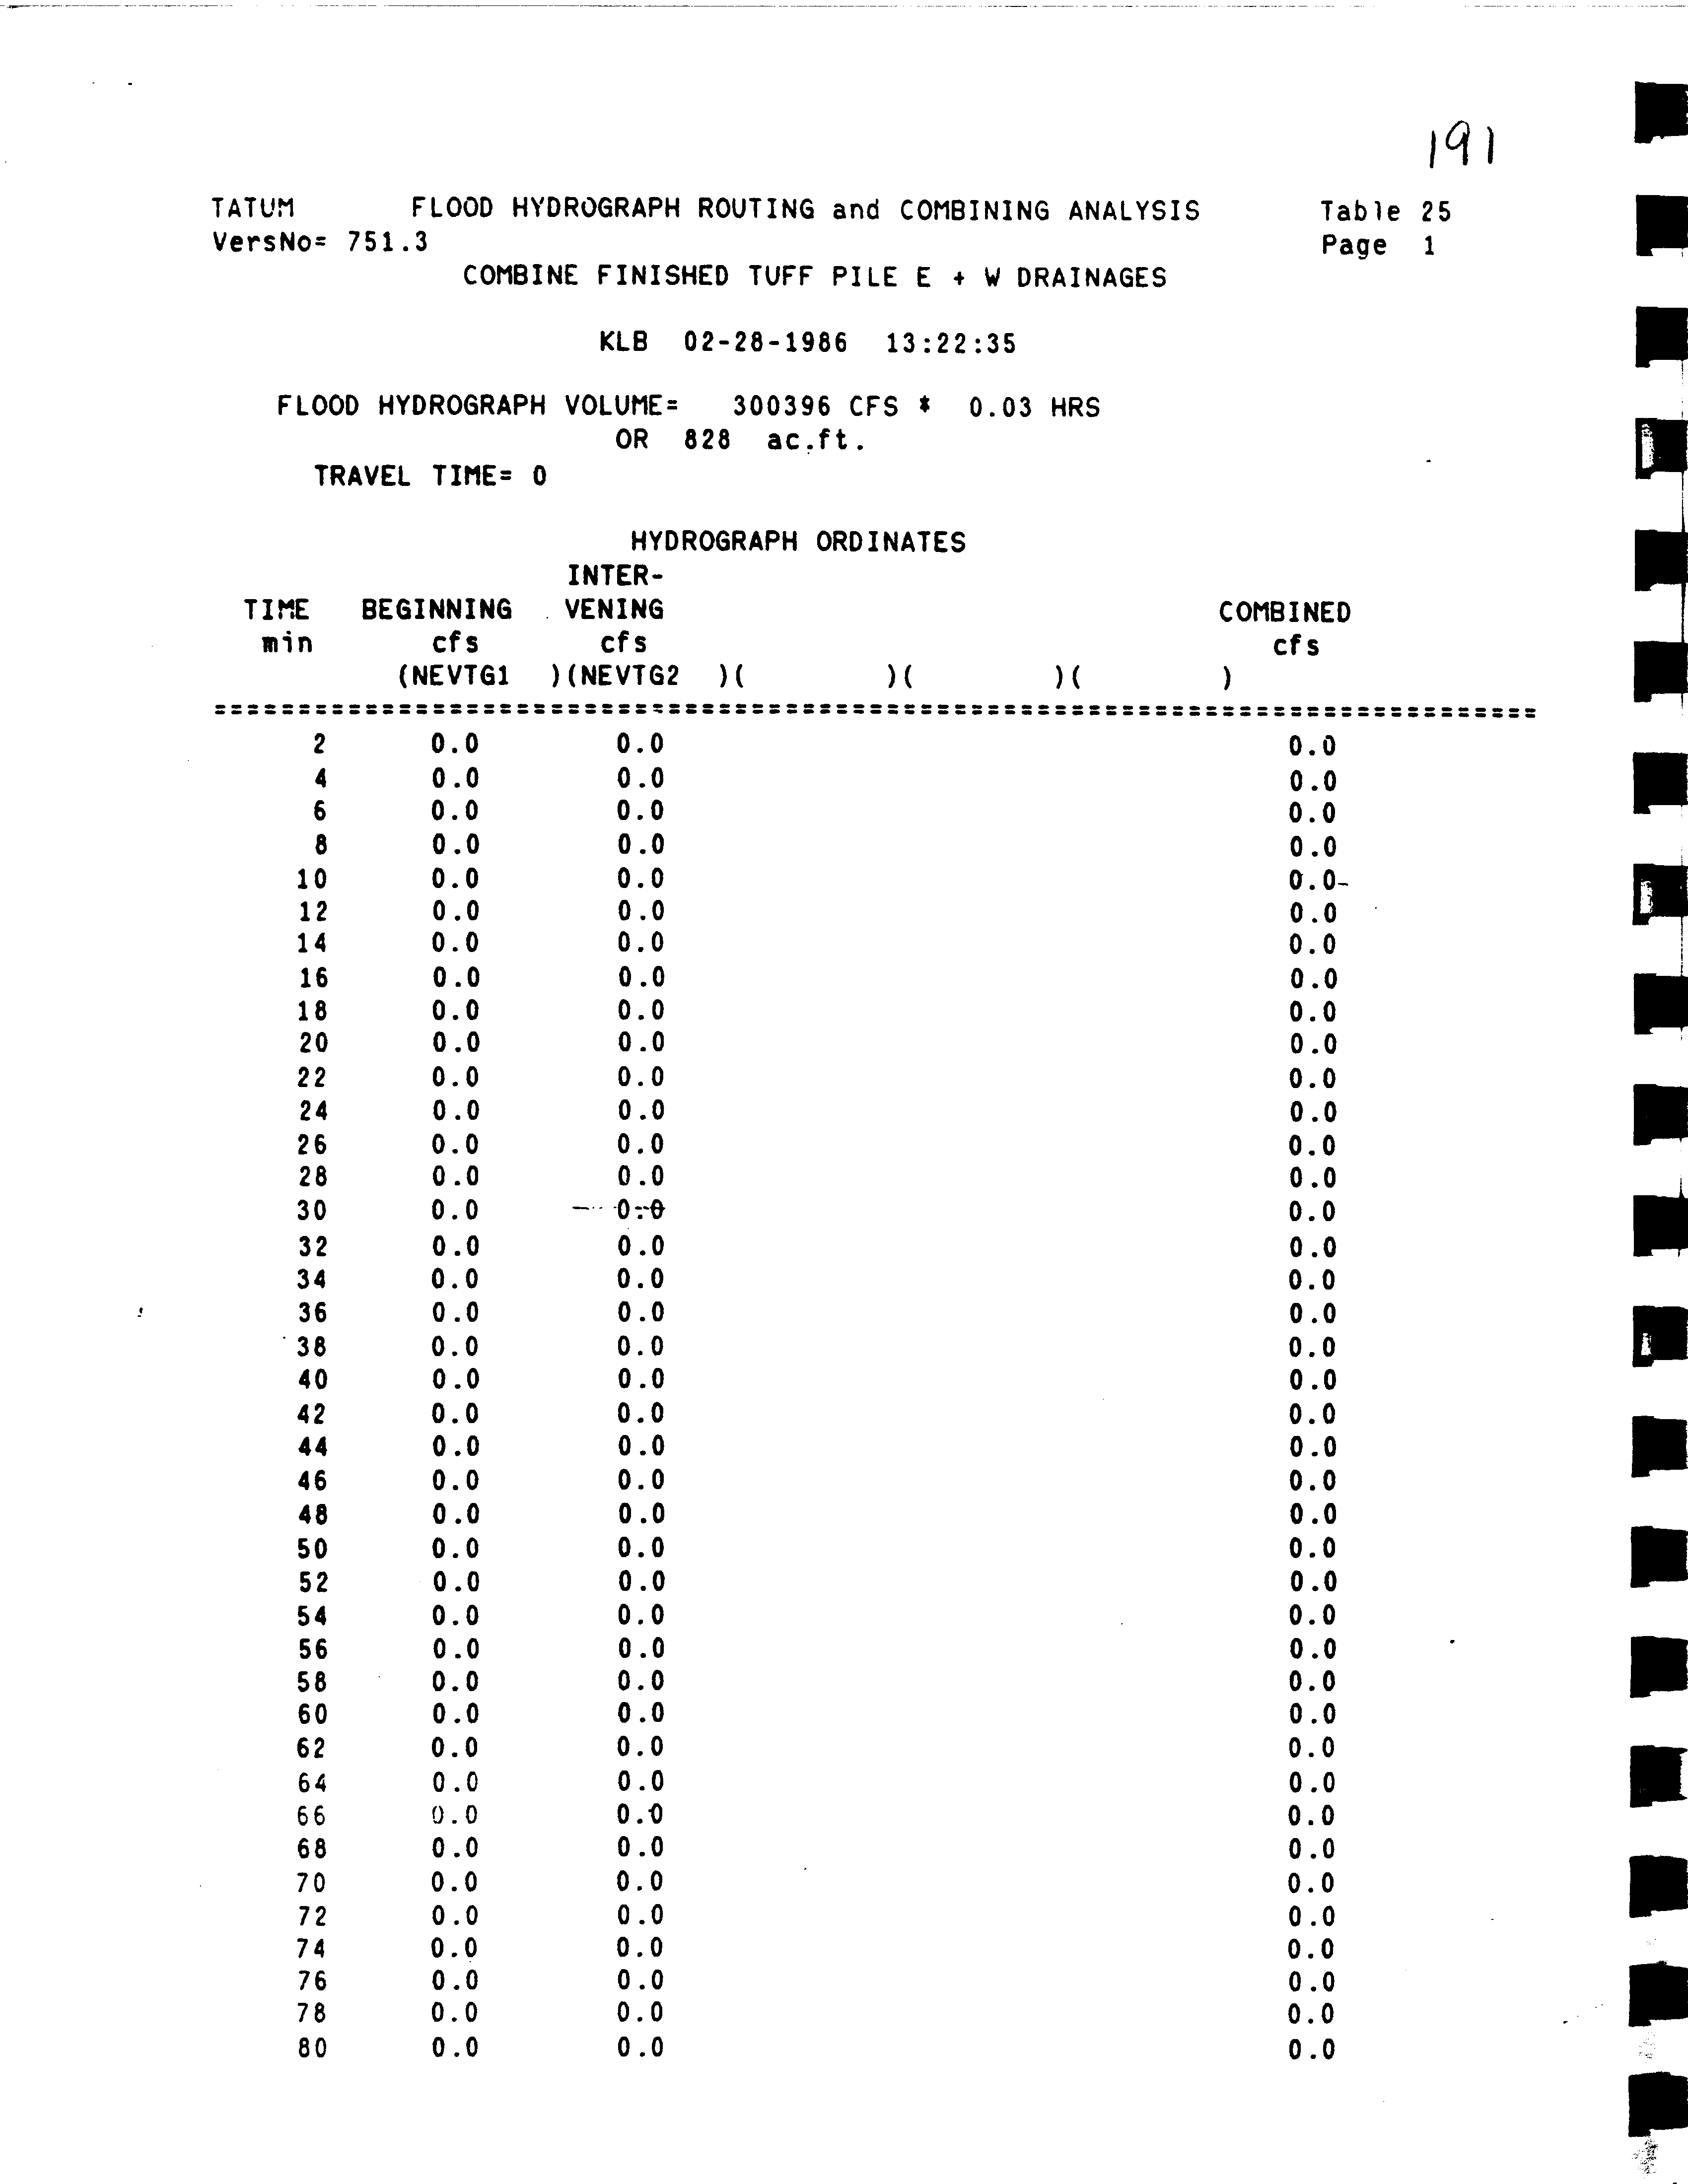 191
TATUM FLOOD HYDROGRAPH ROUTING and COMBINING ANALYSIS Table 25
VersNo= 751.3 Page 1
COMBINE FINISHED TUFF PILE E + W DRAINAGES
KLB 02-28-1986 13:22:35
FLOOD HYDROGRAPH VOLUME= 300396 CFS * 0.03 HRS
OR 828 ac.ft.
TRAVEL TIME= 0
HYDROGRAPH ORDINATES
INTER-
TIME BEGINNING VENING COMBINED
min cfs cfs cfs
(NEVTG1 )(NEVTG2 )( )( )( )
===============================================================================
2 0.0 0.0 0.0
4 0.0 0.0 0.0
6 0.0 0.0 0.0
8 0.0 0.0 0.0
10 0.0 0.0 0.0
12 0.0 0.0 0.0
14 0.0 0.0 0.0
16 0.0 0.0 0.0
18 0.0 0.0 0.0
20 0.0 0.0 0.0
22 0.0 0.0 0.0
24 0.0 0.0 0.0
26 0.0 0.0 0.0
28 0.0 0.0 0.0
30 0.0 0.0 0.0
32 0.0 0.0 0.0
34 0.0 0.0 0.0
36 0.0 0.0 0.0
38 0.0 0.0 0.0
40 0.0 0.0 0.0
42 0.0 0.0 0.0
44 0.0 0.0 0.0
46 0.0 0.0 0.0
48 0.0 0.0 0.0
50 0.0 0.0 0.0
52 0.0 0.0 0.0
54 0.0 0.0 0.0
56 0.0 0.0 0.0
58 0.0 0.0 0.0
60 0.0 0.0 0.0
62 0.0 0.0 0.0
64 0.0 0.0 0.0
66 0.0 0.0 0.0
68 0.0 0.0 0.0
70 0.0 0.0 0.0
72 0.0 0.0 0.0
74 0.0 0.0 0.0
76 0.0 0.0 0.0
78 0.0 0.0 0.0
80 0.0 0.0 0.0